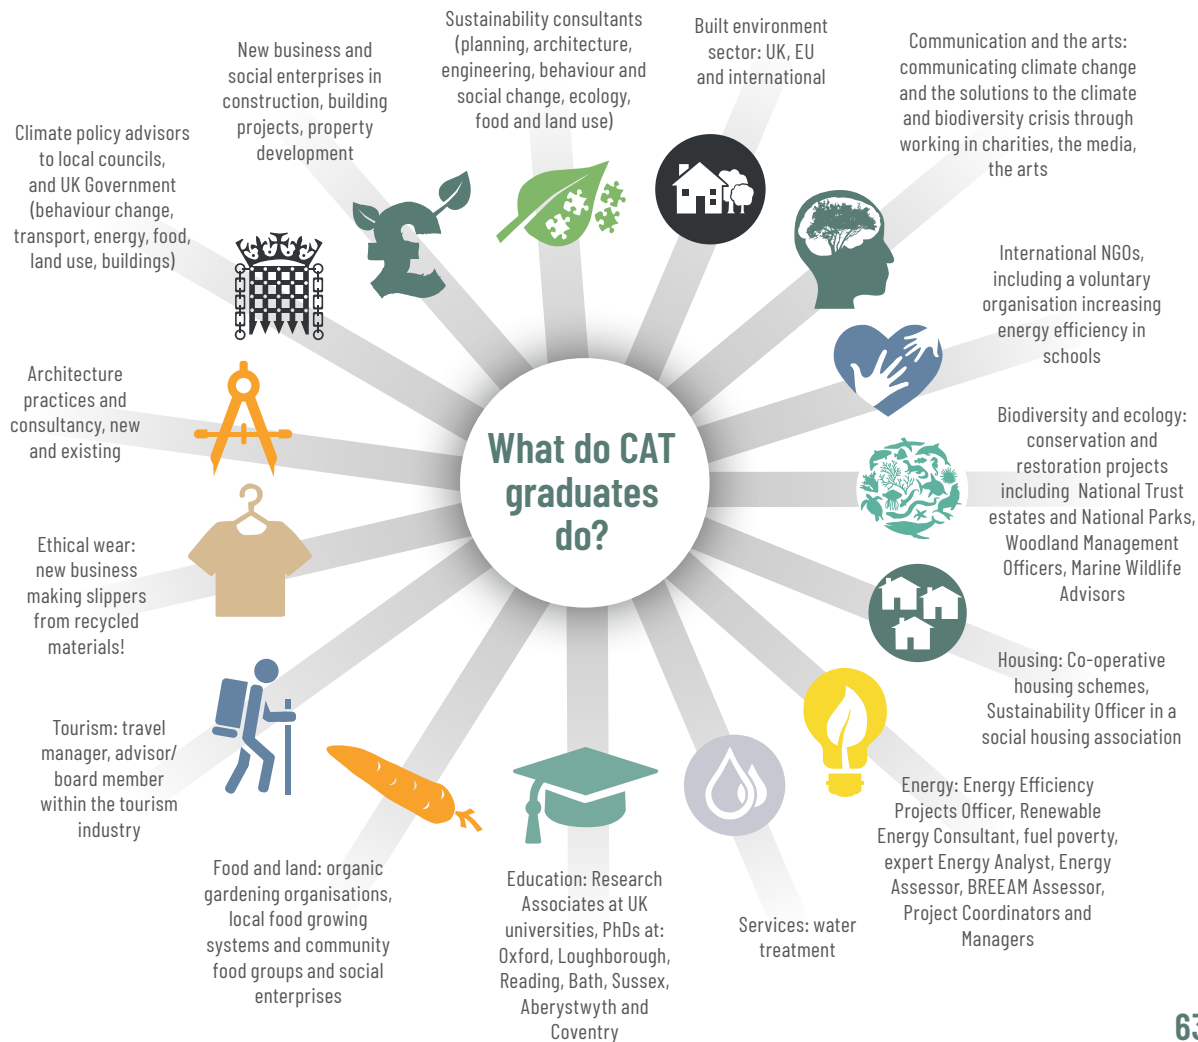 What do CAT
graduates
do?
Sustainability consultants
(planning, architecture,
engineering, behaviour and
social change, ecology,
food and land use)
Built environment
sector: UK, EU
and international
Communication and the arts:
communicating climate change
and the solutions to the climate
and biodiversity crisis through
working in charities, the media,
the arts
International NGOs,
including a voluntary
organisation increasing
energy efficiency in
schools
Biodiversity and ecology:
conservation and
restoration projects
including National Trust
estates and National Parks,
Woodland Management
Officers, Marine Wildlife
Advisors
Housing: Co-operative
housing schemes,
Sustainability Officer in a
social housing association
Energy: Energy Efficiency
Projects Officer, Renewable
Energy Consultant, fuel poverty,
expert Energy Analyst, Energy
Assessor, BREEAM Assessor,
Project Coordinators and
Managers
Services: water
treatment
Education: Research
Associates at UK
universities, PhDs at:
Oxford, Loughborough,
Reading, Bath, Sussex,
Aberystwyth and
Coventry
Food and land: organic
gardening organisations,
local food growing
systems and community
food groups and social
enterprises
Tourism: travel
manager, advisor/
board member
within the tourism
industry
Ethical wear:
new business
making slippers
from recycled
materials!
Architecture
practices and
consultancy, new
and existing
Climate policy advisors
to local councils,
and UK Government
(behaviour change,
transport, energy, food,
land use, buildings)
New business and
social enterprises in
construction, building
projects, property
development
63